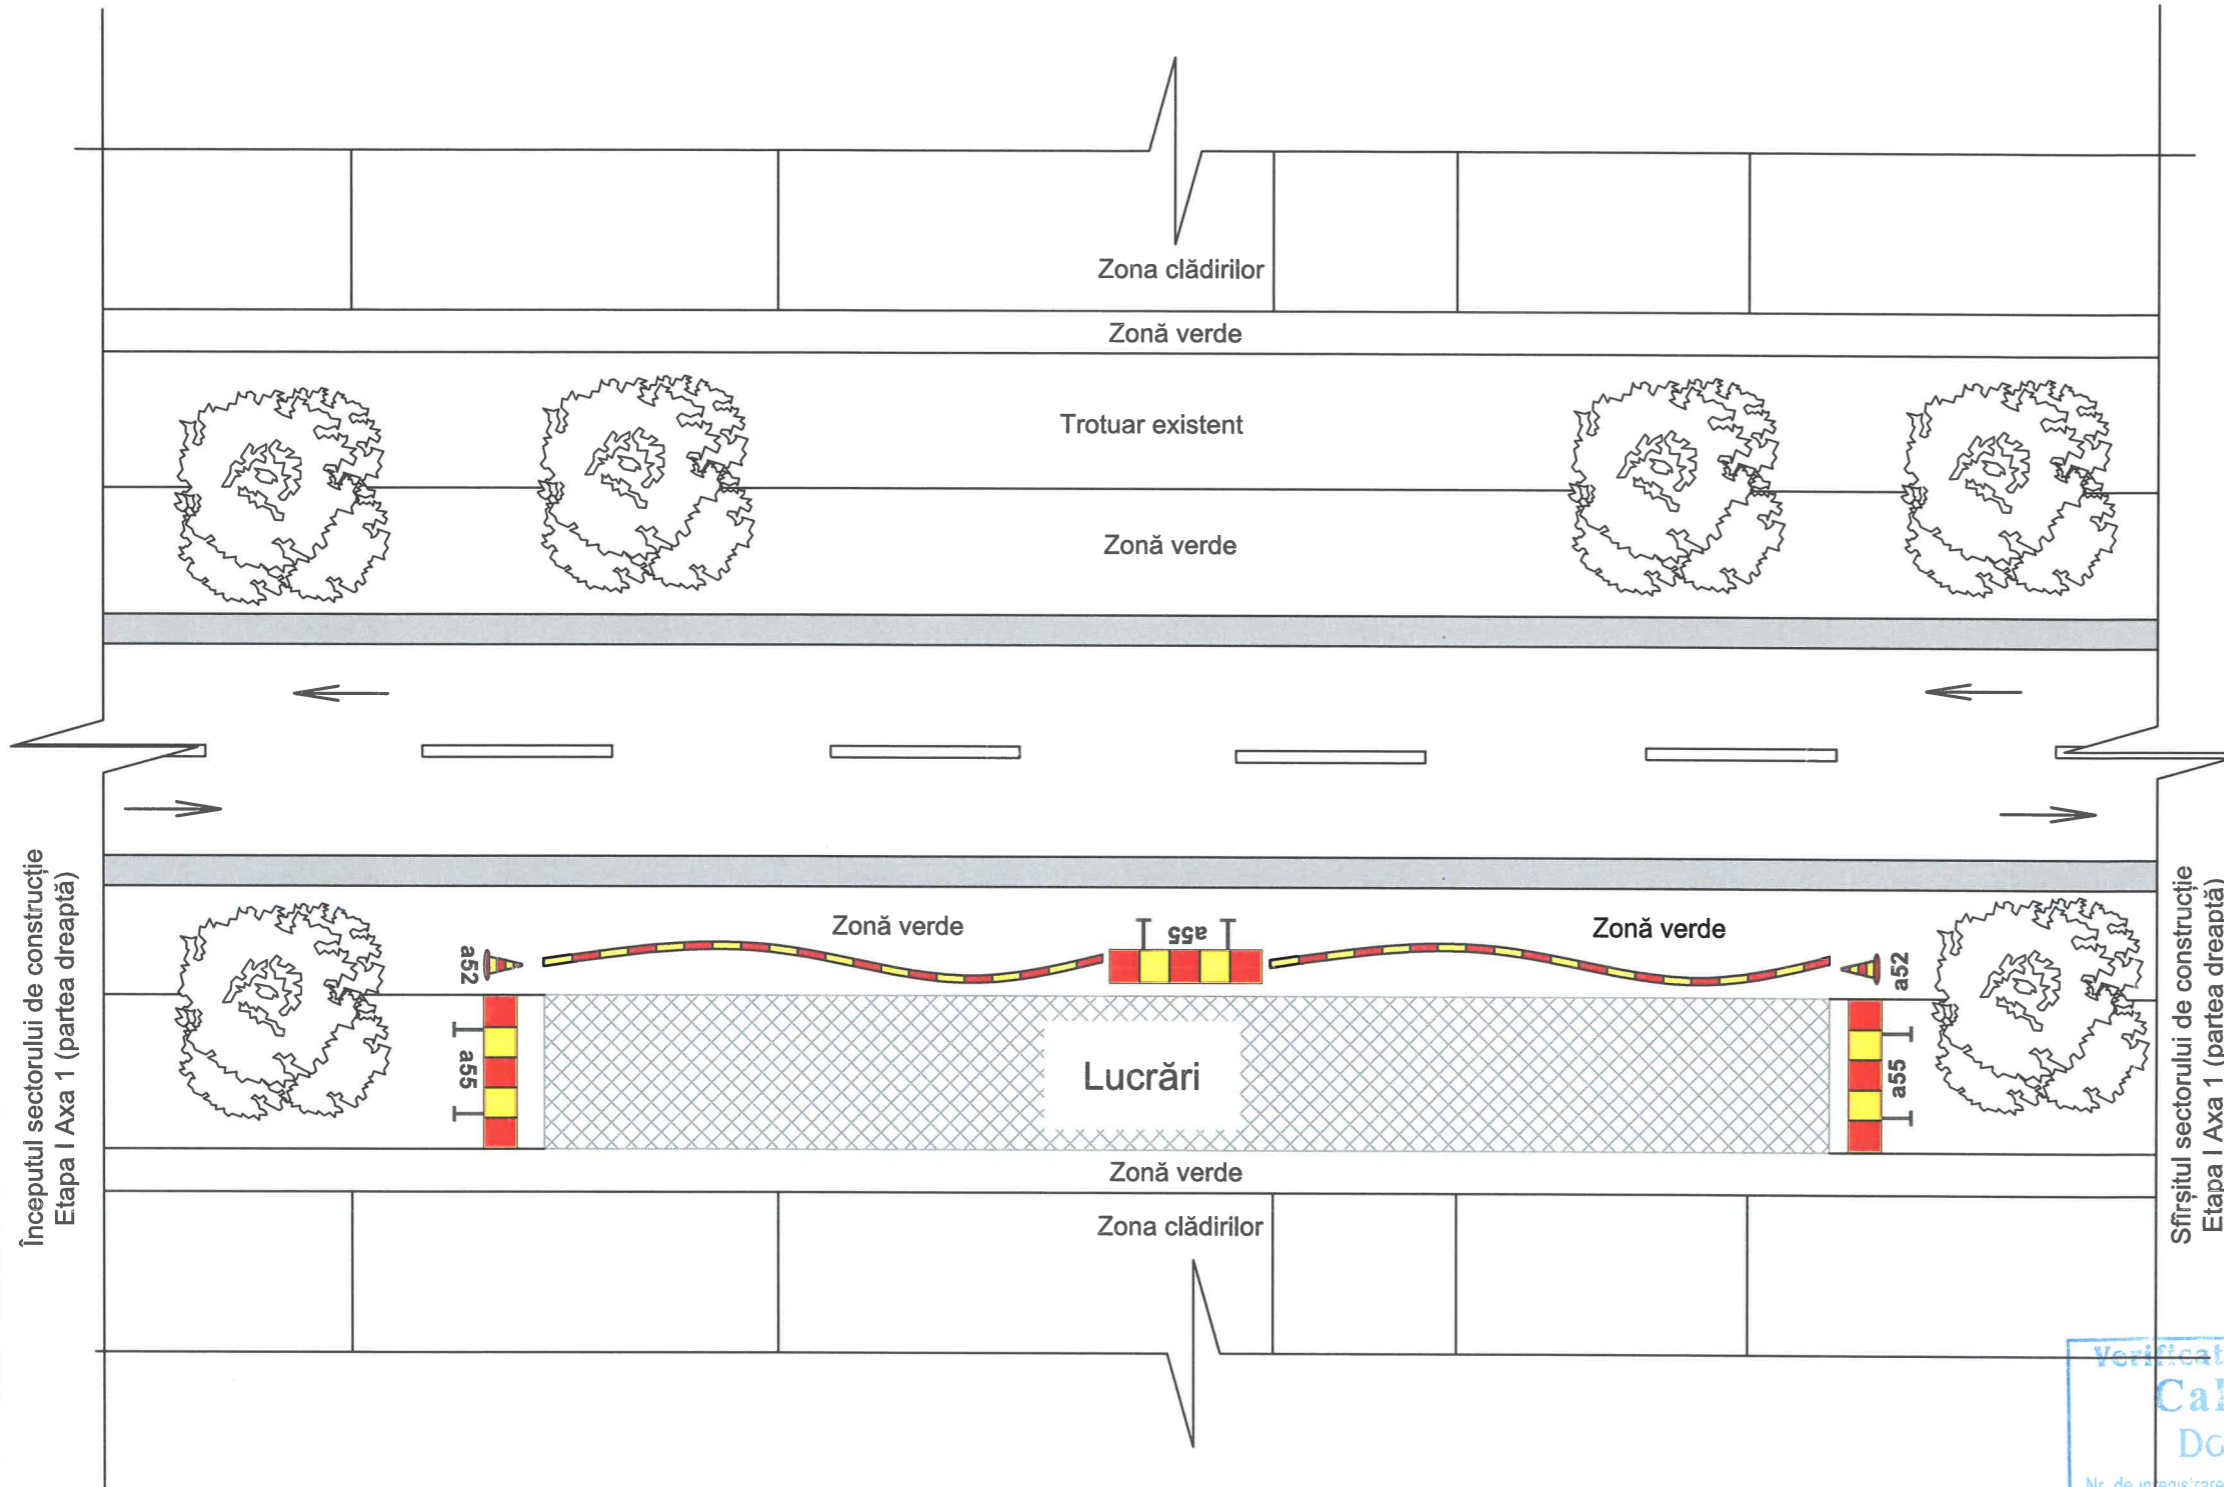 Zona clădirilor
Zonă verde
Trotuar existent
Zonă verde
Începutul sectorului de construcție
Etapa I Axa 1 (partea dreaptă)
Zonă verde
a55
Zonă verde
a52
a52
a55
Lucrări
a55
Sfîrșitul sectorului de construcție
Etapa I Axa 1 (partea dreaptă)
Zonă verde
Zona clădirilor
Nr. de